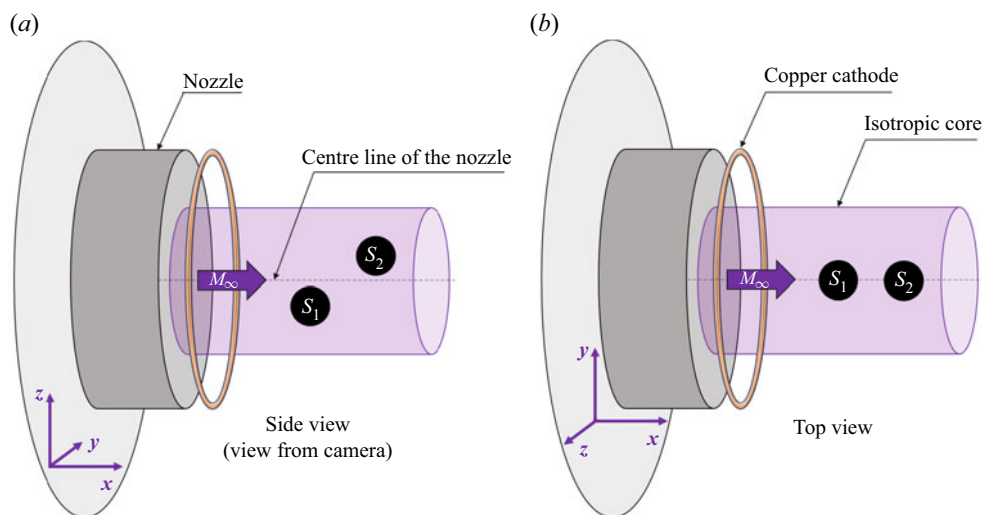 (a)
Nozzle
Centre line of the nozzle
S2
M∞
S1
z
y
x
Side view
(view from camera)
(b)
Copper cathode
Isotropic core
M∞
S1
S2
y
x
z
Top view